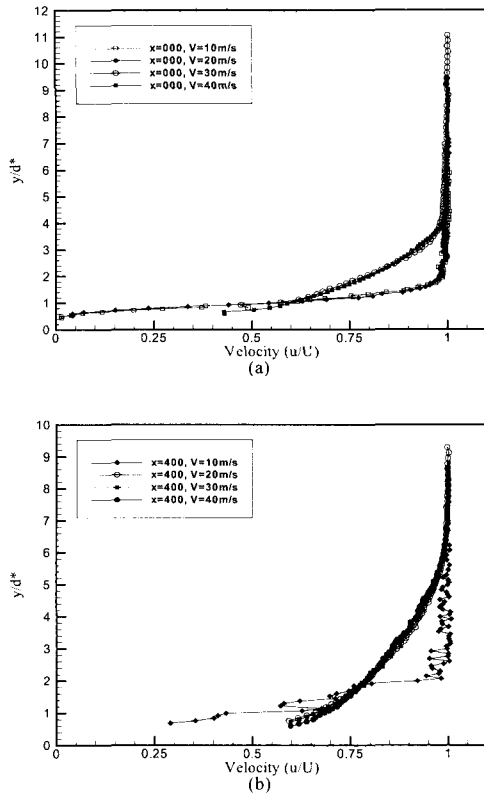 12
11
10
9
8
7
6
5
4
3
2
1
0
y/d*
x=000, V=10m/s
x=000, V=20m/s
x=000, V=30m/s
x=000, V=40m/s
0 0.25 0.5 0.75 1
Velocity (u/U)
(a)
10
9
8
7
6
5
4
3
2
1
0
y/d*
x=400, V=10m/s
x=400, V=20m/s
x=400, V=30m/s
x=400, V=40m/s
0 0.25 0.5 0.75 1
Velocity (u/U)
(b)